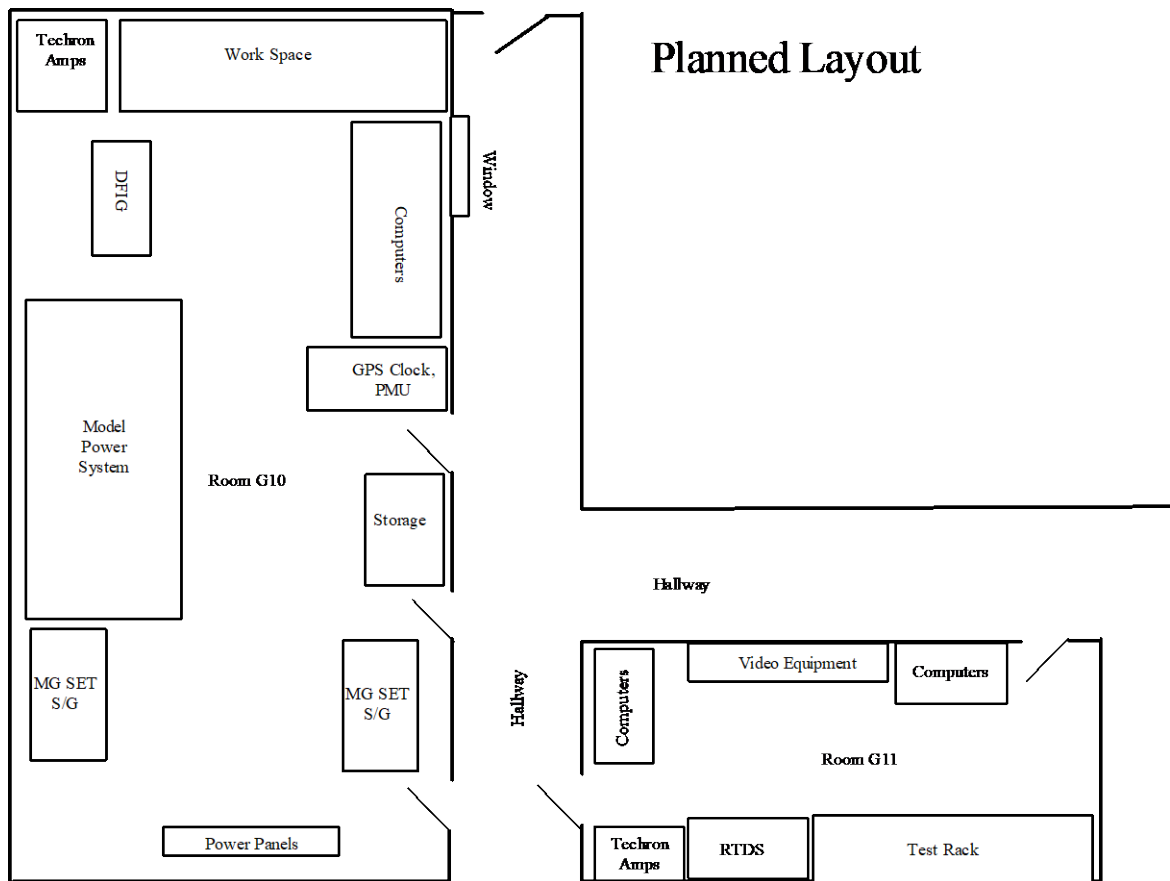 Planned Layout
Techron
Amps
Work Space
DFIG
Computers
Window
GPS Clock,
PMU
Model
Power
System
Room G10
Storage
Hallway
MG SET
S/G
MG SET
S/G
Hallway
Computers
Video Equipment
Computers
Room G11
Power Panels
Techron
Amps
RTDS
Test Rack